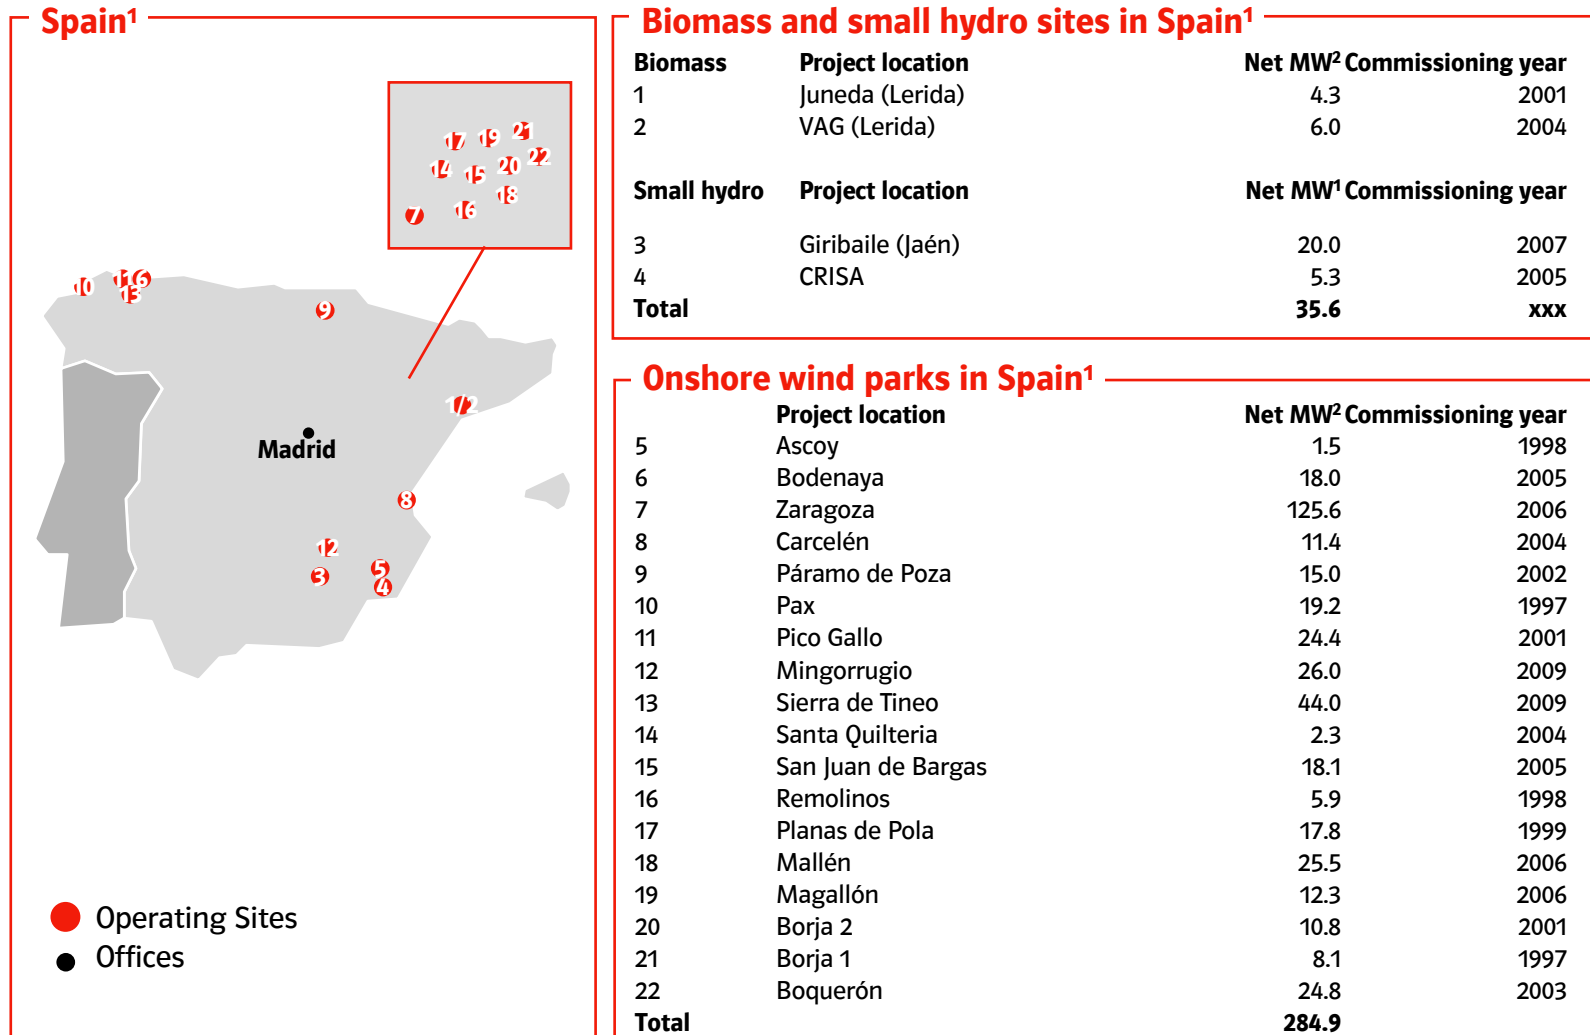 Spain¹
17 19 21
14 15 20 22
7 16 18
10 11 6
13
9
1/2
Madrid
8
12
3 5
4
Operating Sites
Offices
Biomass and small hydro sites in Spain¹
Biomass Project location Net MW² Commissioning year
1 Juneda (Lerida) 4.3 2001
2 VAG (Lerida) 6.0 2004
Small hydro Project location Net MW¹ Commissioning year
3 Giribaile (Jaén) 20.0 2007
4 CRISA 5.3 2005
Total 35.6 xxx
Onshore wind parks in Spain¹
Project location Net MW² Commissioning year
5 Ascoy 1.5 1998
6 Bodenaya 18.0 2005
7 Zaragoza 125.6 2006
8 Carcelén 11.4 2004
9 Páramo de Poza 15.0 2002
10 Pax 19.2 1997
11 Pico Gallo 24.4 2001
12 Mingorrugio 26.0 2009
13 Sierra de Tineo 44.0 2009
14 Santa Quilteria 2.3 2004
15 San Juan de Bargas 18.1 2005
16 Remolinos 5.9 1998
17 Planas de Pola 17.8 1999
18 Mallén 25.5 2006
19 Magallón 12.3 2006
20 Borja 2 10.8 2001
21 Borja 1 8.1 1997
22 Boquerón 24.8 2003
Total 284.9